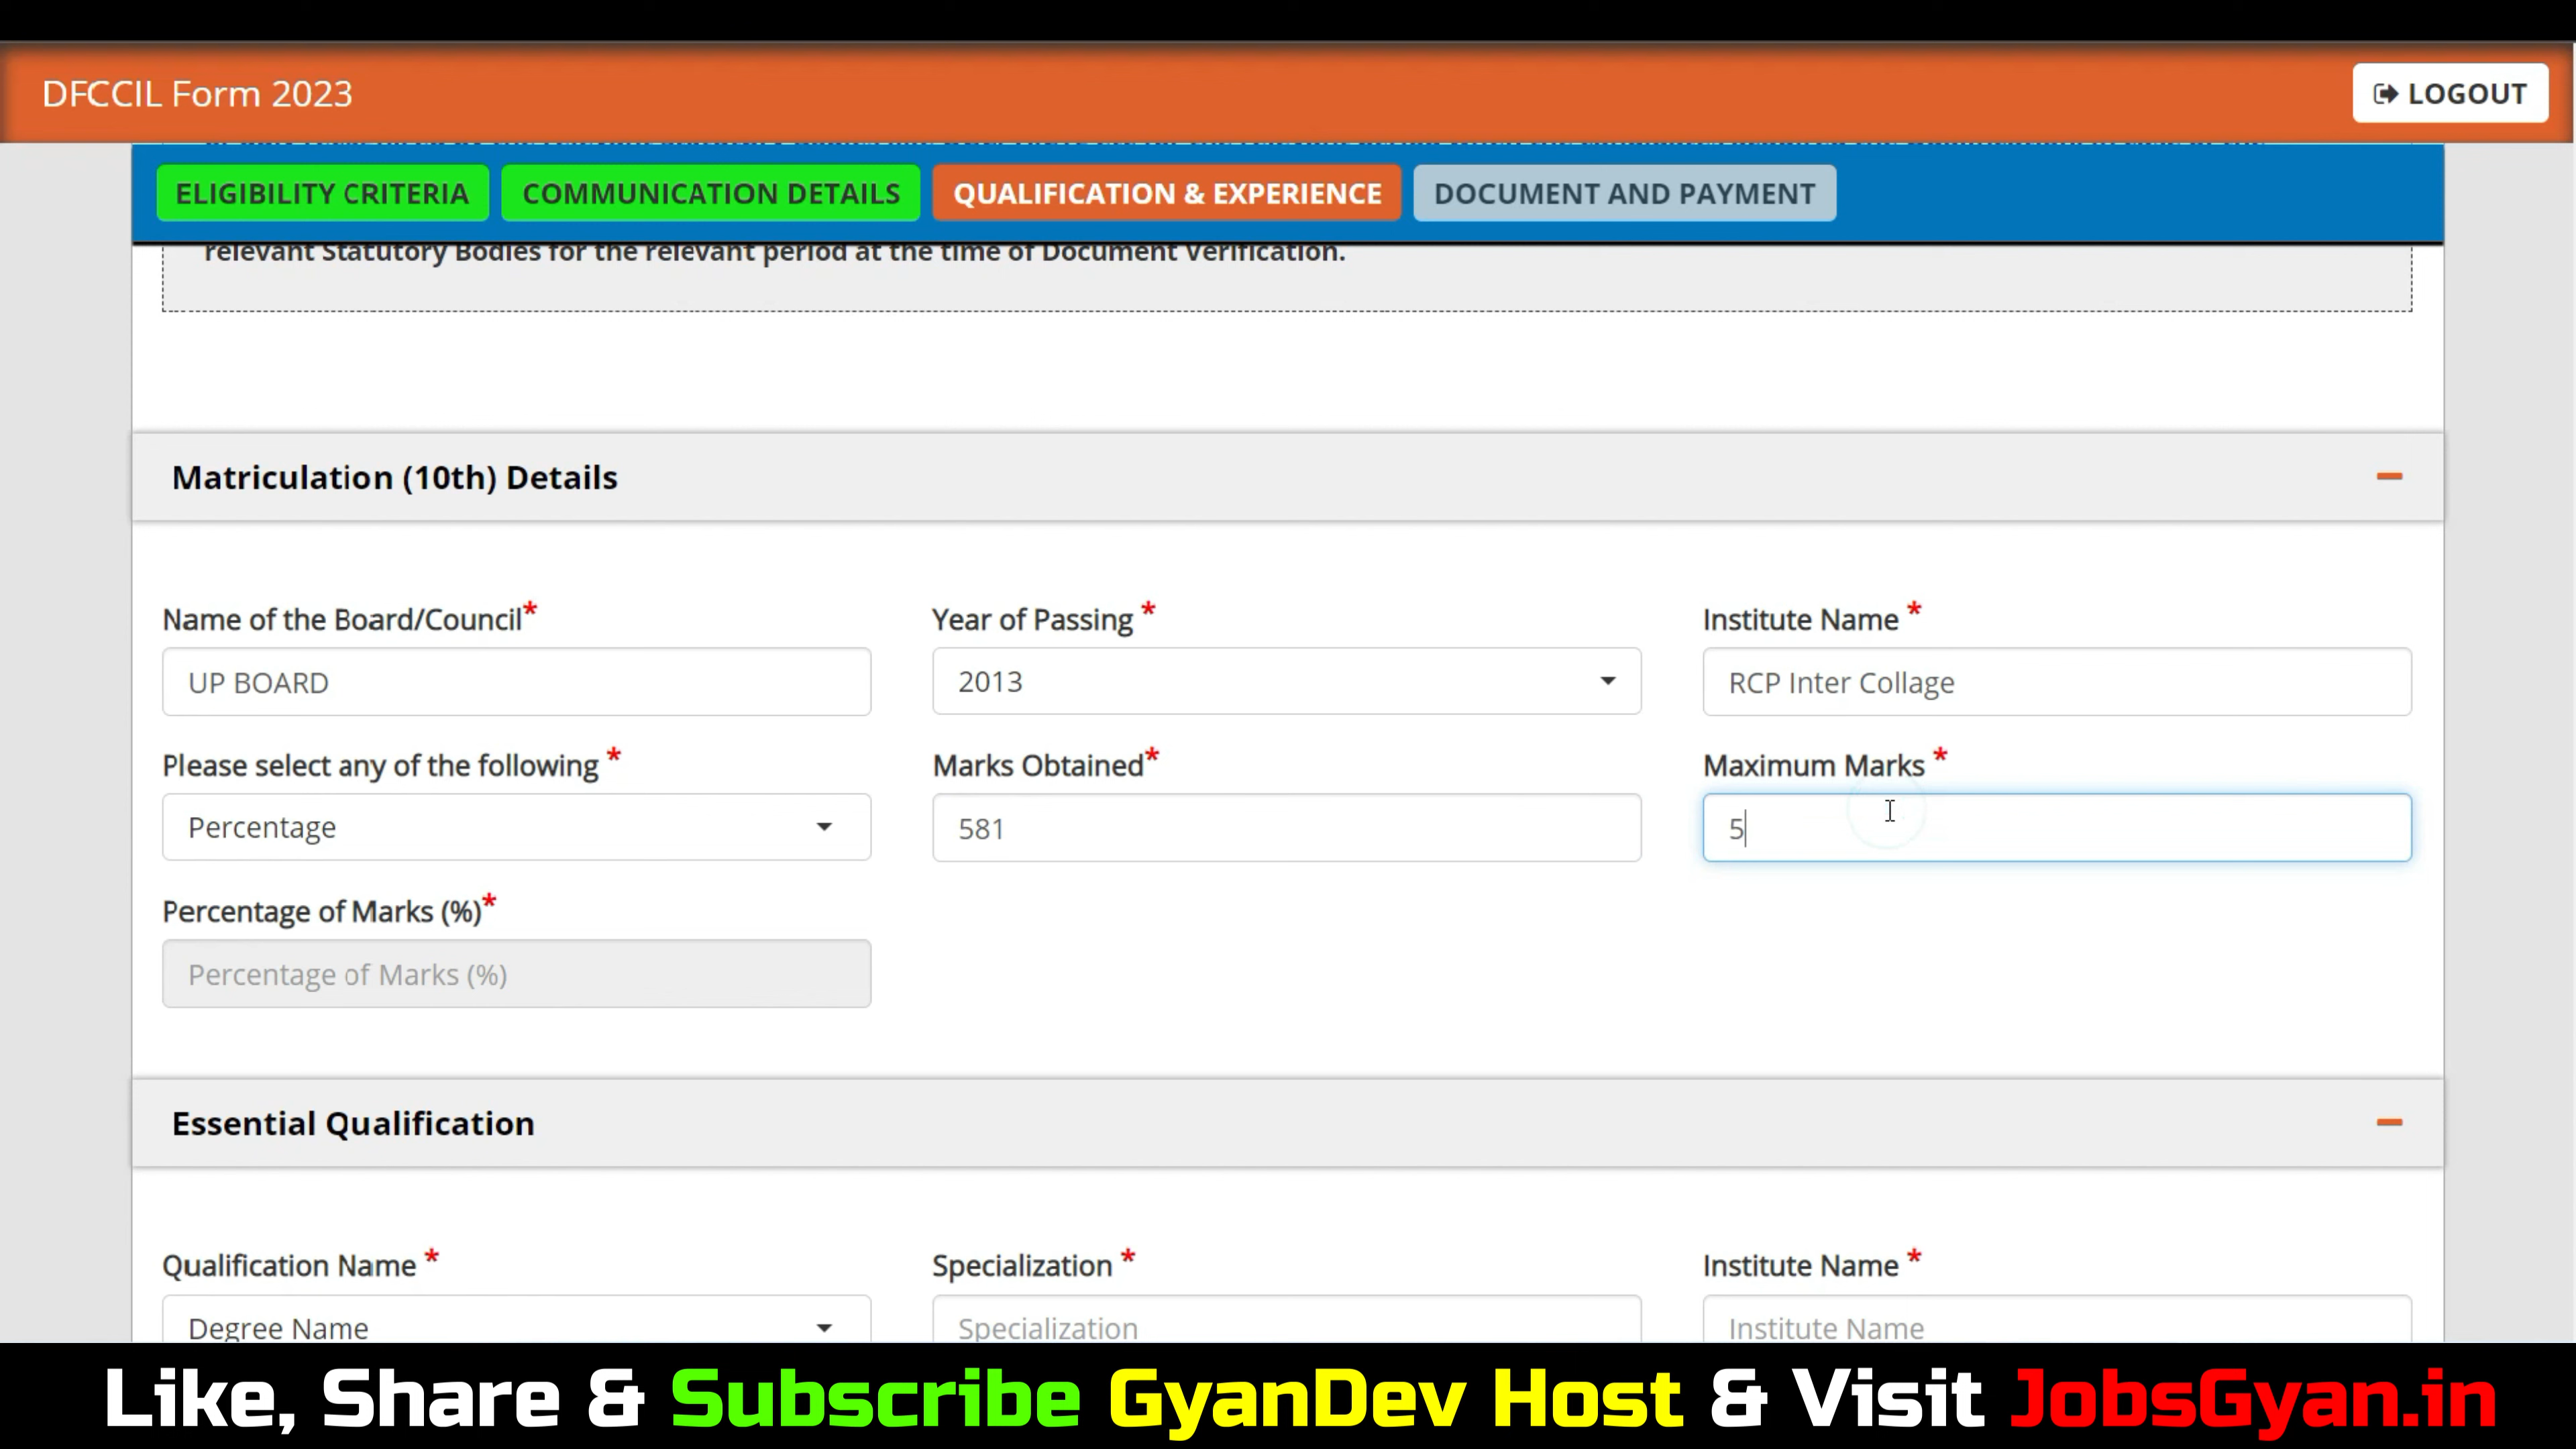 DFCCIL Form 2023
LOGOUT
ELIGIBILITY CRITERIA COMMUNICATION DETAILS QUALIFICATION & EXPERIENCE DOCUMENT AND PAYMENT
relevant Statutory Bodies for the relevant period at the time of Document Verification.
Matriculation (10th) Details
Name of the Board/Council* Year of Passing * Institute Name *
UP BOARD 2013 RCP Inter Collage
Please select any of the following * Marks Obtained* Maximum Marks *
Percentage 581 5
Percentage of Marks (%)*
Percentage of Marks (%)
Essential Qualification
Qualification Name * Specialization * Institute Name *
Degree Name Specialization Institute Name
Like, Share & Subscribe GyanDev Host & Visit JobsGyan.in